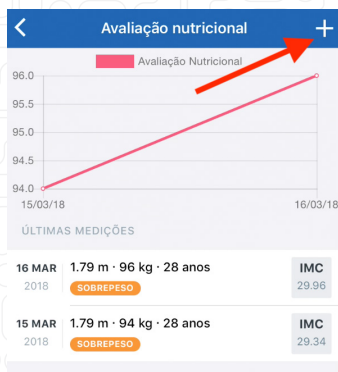 Avaliação nutricional
Avaliação Nutricional
96.0
95.5
95.0
94.5
94.0
15/03/18 16/03/18
ÚLTIMAS MEDIÇÕES
16 MAR 1.79 m · 96 kg · 28 anos IMC
2018 SOBREPESO 29.96
15 MAR 1.79 m · 94 kg · 28 anos IMC
2018 SOBREPESO 29.34